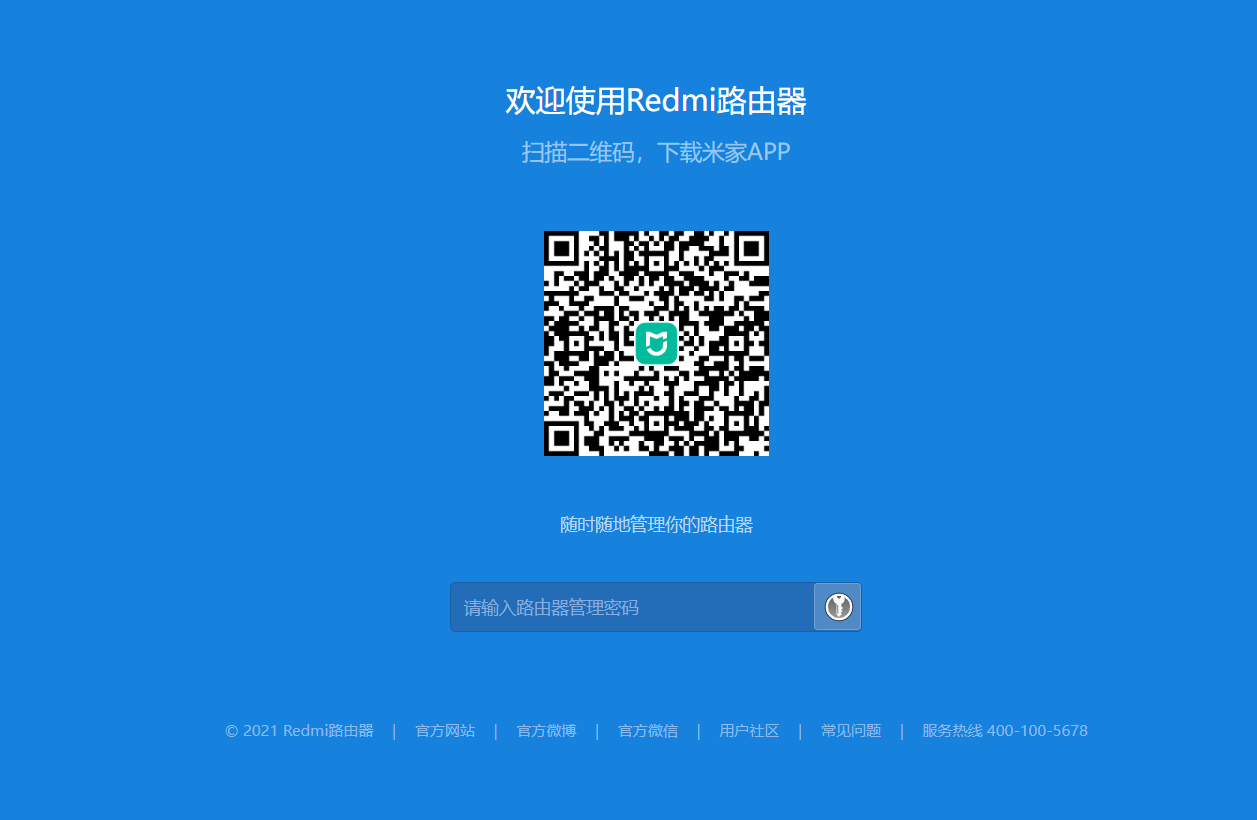 欢迎使用Redmi路由器
扫描二维码，下载米家APP
随时随地管理你的路由器
请输入路由器管理密码
© 2021 Redmi路由器 | 官方网站 | 官方微博 | 官方微信 | 用户社区 | 常见问题 | 服务热线 400-100-5678